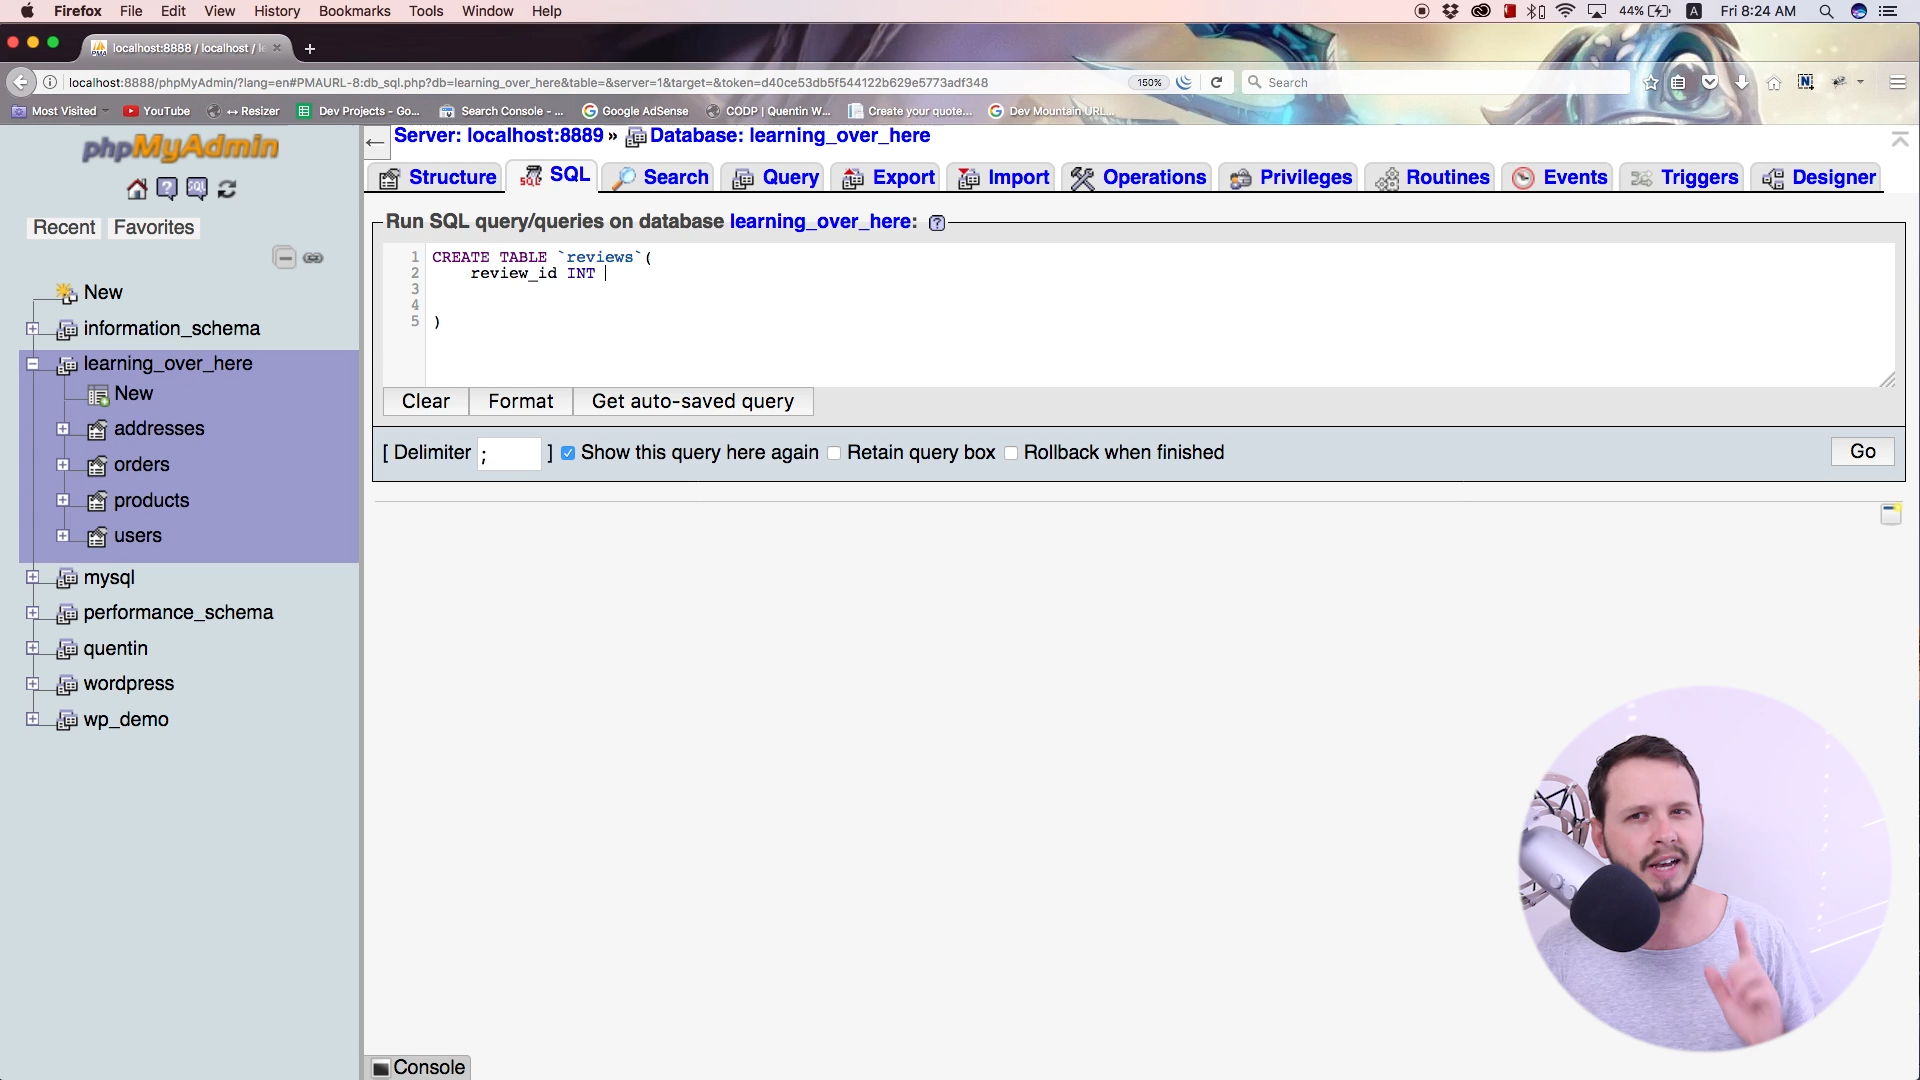 Firefox File Edit View History Bookmarks Tools Window Help
44% A Fri 8:24 AM
localhost:8888 / localhost / l
localhost:8888/phpMyAdmin/?lang=en#PMAURL-8:db_sql.php?db=learning_over_here&table=&server=1&target=&token=d40ce53db5f544122b629e5773adf348 150% Search
Most Visited YouTube ↔ Resizer Dev Projects - Go... Search Console - ... Google AdSense CODP | Quentin W... Create your quote... Dev Mountain URL...
phpMyAdmin
Recent Favorites
New
information_schema
learning_over_here
New
addresses
orders
products
users
mysql
performance_schema
quentin
wordpress
wp_demo
Server: localhost:8889 » Database: learning_over_here
Structure SQL Search Query Export Import Operations Privileges Routines Events Triggers Designer
Run SQL query/queries on database learning_over_here:
1 CREATE TABLE `reviews`(
2 review_id INT
3
4
5 )
Clear Format Get auto-saved query
[ Delimiter ; ] Show this query here again Retain query box Rollback when finished Go
Console